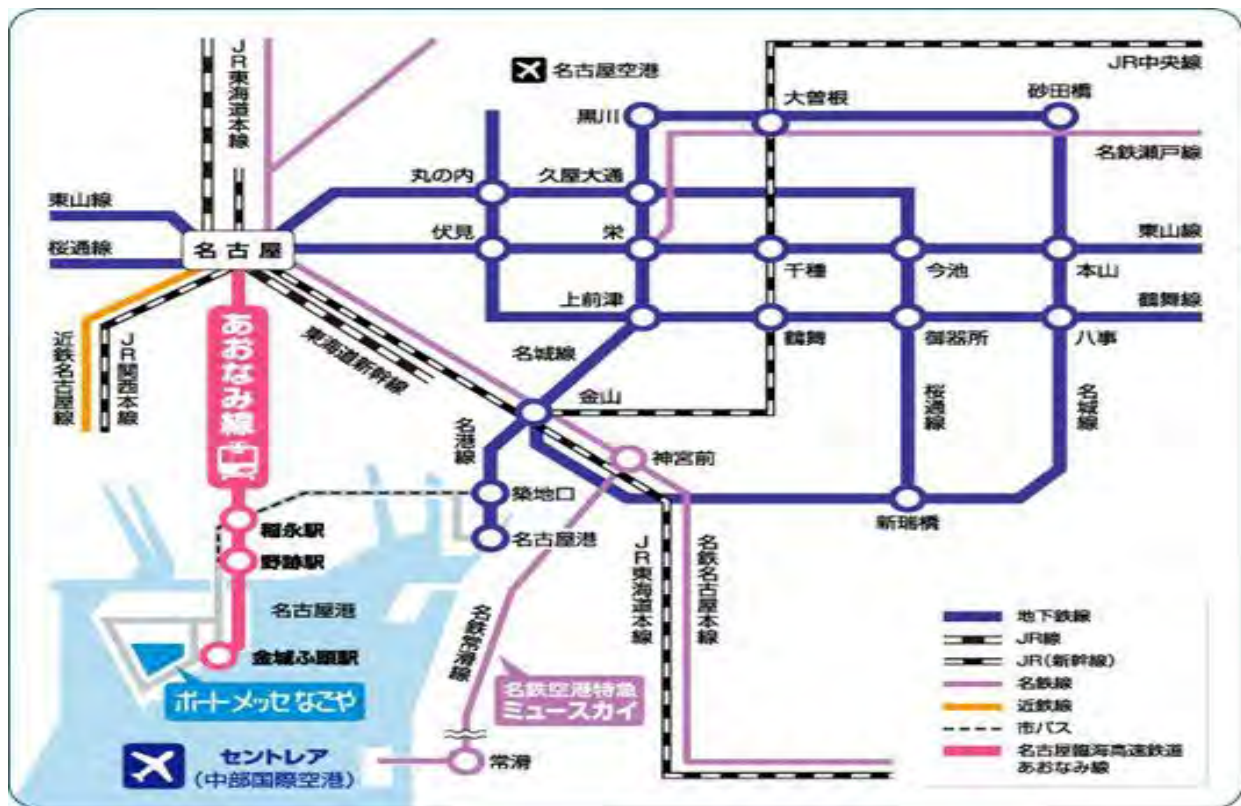 JR東海道本線
名古屋空港
JR中央線
黒川
大曽根
砂田橋
名鉄瀬戸線
丸の内
久屋大通
東山線
桜通線
名古屋
伏見
栄
千種
今池
本山
東山線
上前津
鶴舞
御器所
八事
鶴舞線
近鉄名古屋線
JR関西本線
あおなみ線
東海道新幹線
名城線
金山
桜通線
名城線
名港線
神宮前
築地口
新瑞橋
稲永駅
名古屋港
野跡駅
名古屋港
金城ふ頭駅
JR東海道本線
名鉄名古屋本線
名鉄常滑線
ポートメッセなごや
名鉄空港特急
ミュースカイ
セントレア
(中部国際空港)
常滑
地下鉄線
JR線
JR(新幹線)
名鉄線
近鉄線
市バス
名古屋臨海高速鉄道
あおなみ線